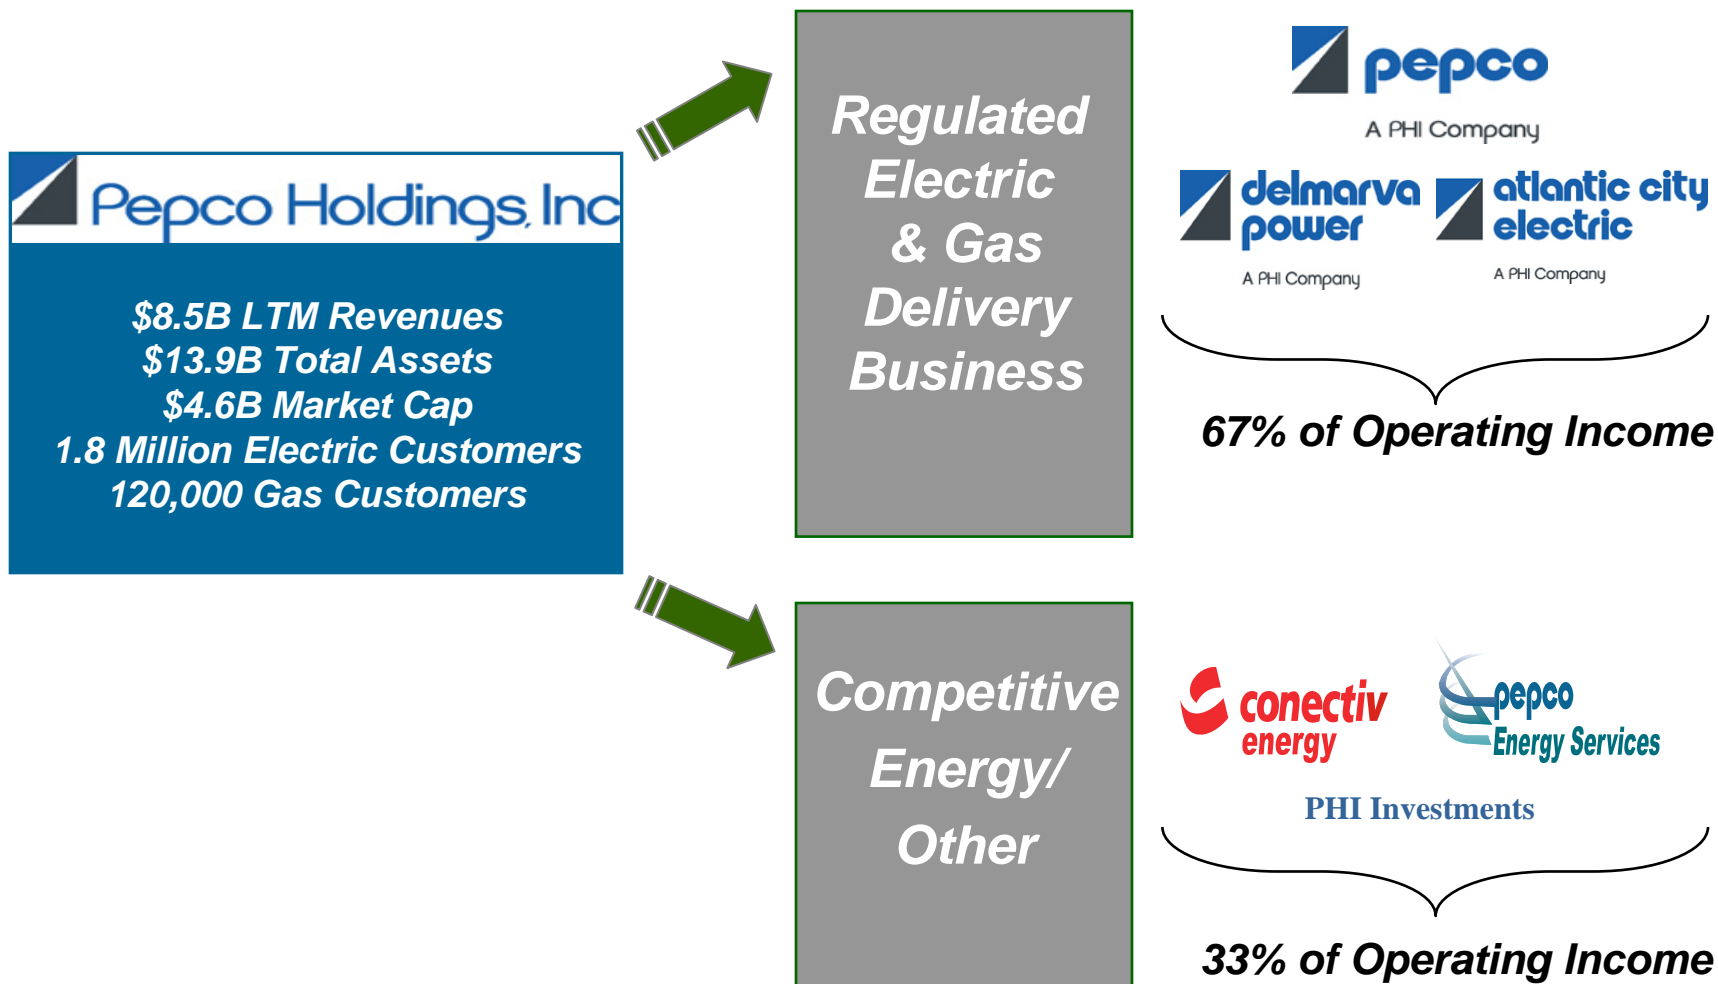 Pepco Holdings, Inc
$8.5B LTM Revenues
$13.9B Total Assets
$4.6B Market Cap
1.8 Million Electric Customers
120,000 Gas Customers
Regulated
Electric
& Gas
Delivery
Business
pepco
A PHI Company
delmarva
power
A PHI Company
atlantic city
electric
A PHI Company
67% of Operating Income
Competitive
Energy/
Other
conectiv
energy
pepco
Energy Services
PHI Investments
33% of Operating Income